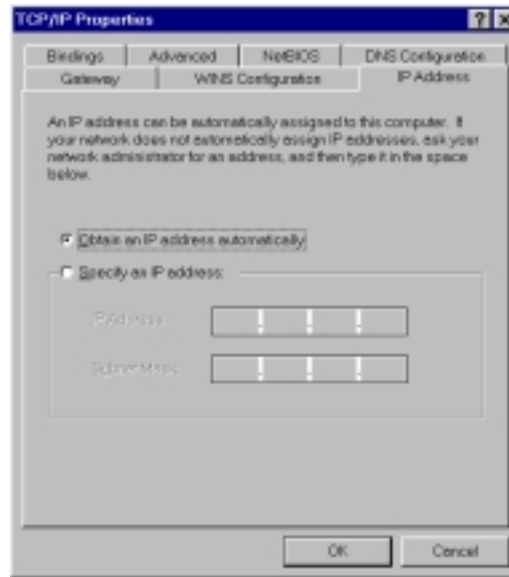 TCP/IP Properties
? x
Bindings Advanced NetBIOS DNS Configuration
Gateway WINS Configuration IP Address
An IP address can be automatically assigned to this computer. If
your network does not automatically assign IP addresses, ask your
network administrator for an address, and then type it in the space
below.
Obtain an IP address automatically
Specify an IP address:
IP Address:
Subnet Mask:
OK Cancel